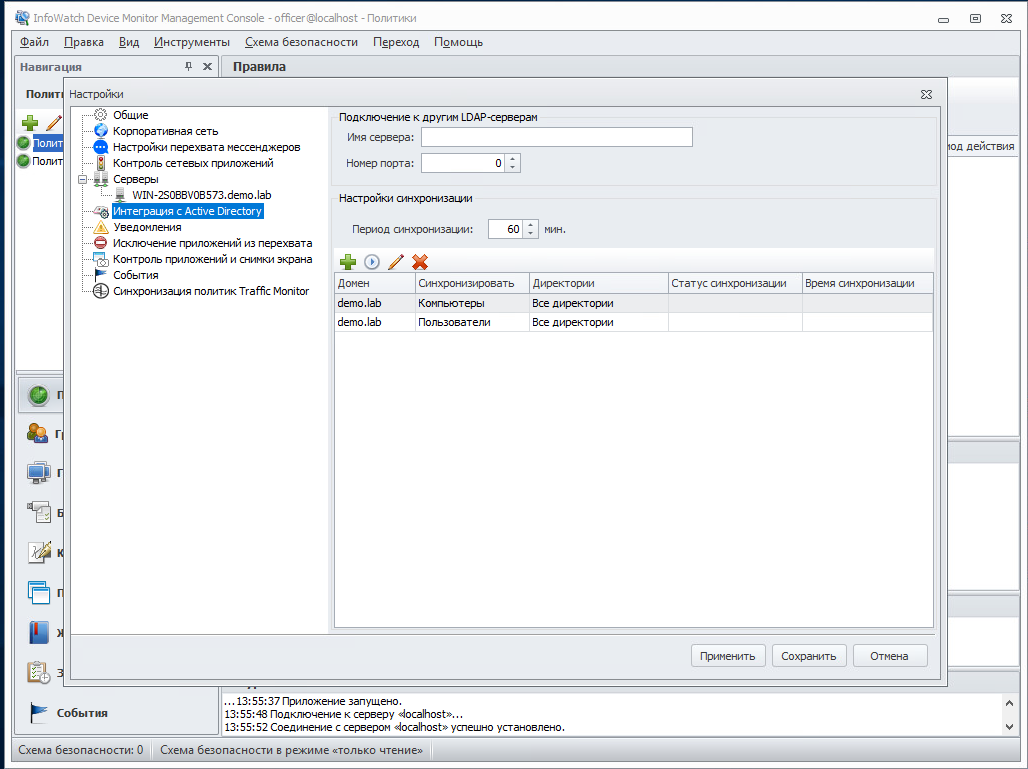 InfoWatch Device Monitor Management Console - officer@localhost - Политики
Файл Правка Вид Инструменты Схема безопасности Переход Помощь
Навигация
Правила
Настройки
Общие
Корпоративная сеть
Настройки перехвата мессенджеров
Контроль сетевых приложений
Серверы
WIN-2S0BBV0B573.demo.lab
Интеграция с Active Directory
Уведомления
Исключение приложений из перехвата
Контроль приложений и снимки экрана
События
Синхронизация политик Traffic Monitor
Подключение к другим LDAP-серверам
Имя сервера:
Номер порта: 0
Настройки синхронизации
Период синхронизации: 60 мин.
Домен Синхронизировать Директории Статус синхронизации Время синхронизации
demo.lab Компьютеры Все директории
demo.lab Пользователи Все директории
Применить Сохранить Отмена
действия
События
...13:55:37 Приложение запущено.
13:55:48 Подключение к серверу «localhost»...
13:55:52 Соединение с сервером «localhost» успешно установлено.
Схема безопасности: 0 Схема безопасности в режиме «только чтение»